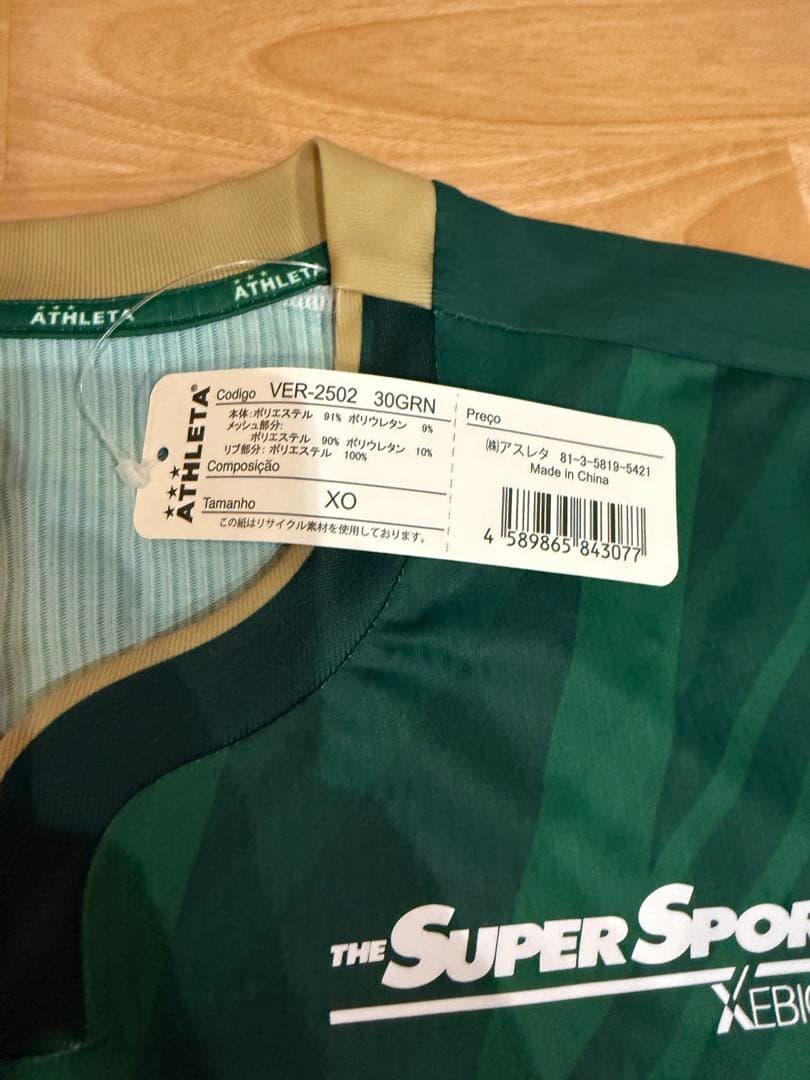 ATHLETA
ATHLETA
ATHLETA®
Codigo VER-2502 30GRN
本体:ポリエステル 91% ポリウレタン 9%
メッシュ部分:
ポリエステル 90% ポリウレタン 10%
リブ部分: ポリエステル 100%
Composição
Tamanho XO
この紙はリサイクル素材を使用しております。
Preço
㈱アスレタ 81-3-5819-5421
Made in China
4 589865 843077
THE SUPER SPOR
XEBIO